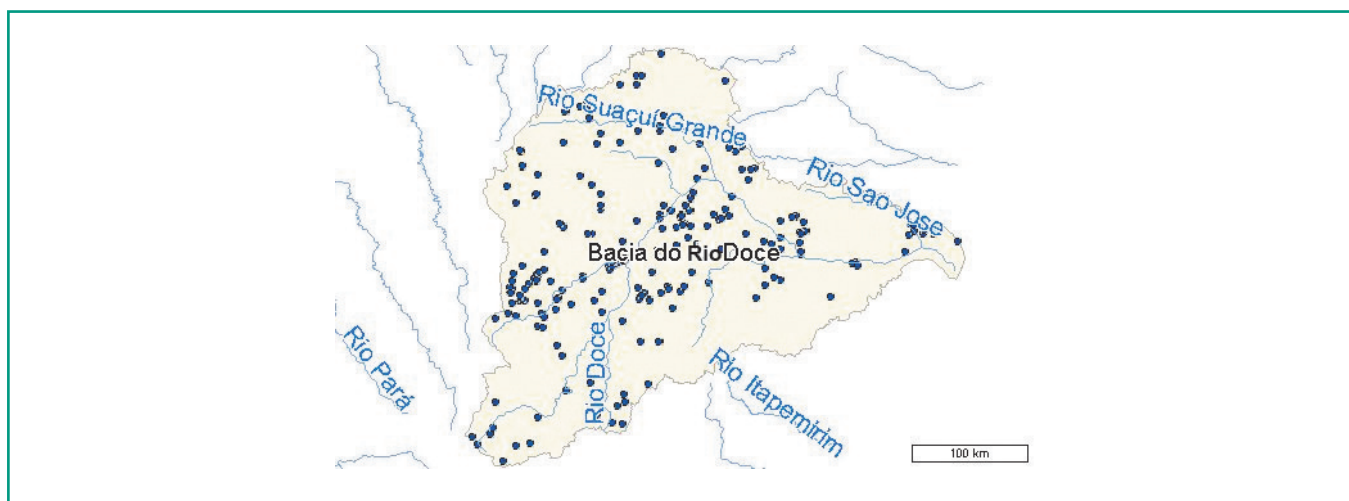 Rio Suaçuí Grande
Rio Sao Jose
Bacia do RioDoce
Rio Pará
Rio Doce
Rio Itapemirim
100 km